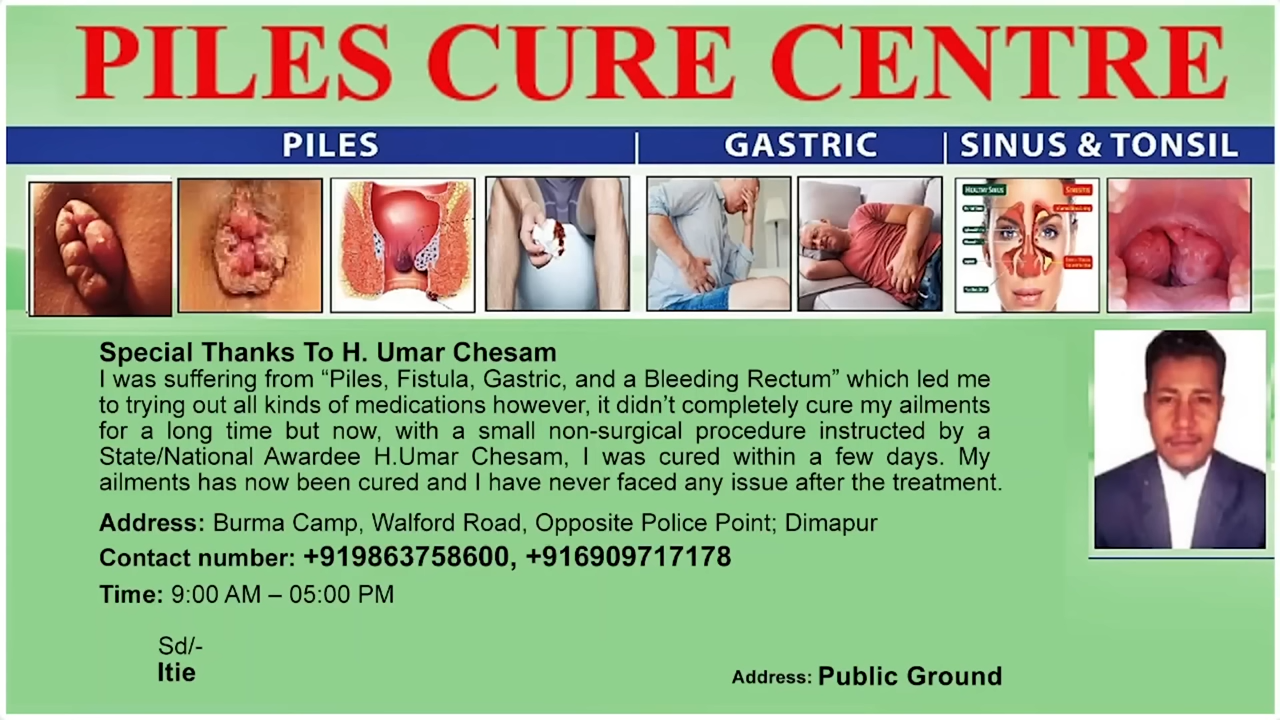 PILES CURE CENTRE
PILES | GASTRIC | SINUS & TONSIL
HEALTHY SINUS SINUSITIS
Special Thanks To H. Umar Chesam
I was suffering from “Piles, Fistula, Gastric, and a Bleeding Rectum” which led me
to trying out all kinds of medications however, it didn’t completely cure my ailments
for a long time but now, with a small non-surgical procedure instructed by a
State/National Awardee H.Umar Chesam, I was cured within a few days. My
ailments has now been cured and I have never faced any issue after the treatment.
Address: Burma Camp, Walford Road, Opposite Police Point; Dimapur
Contact number: +919863758600, +916909717178
Time: 9:00 AM – 05:00 PM
Sd/-
Itie
Address: Public Ground